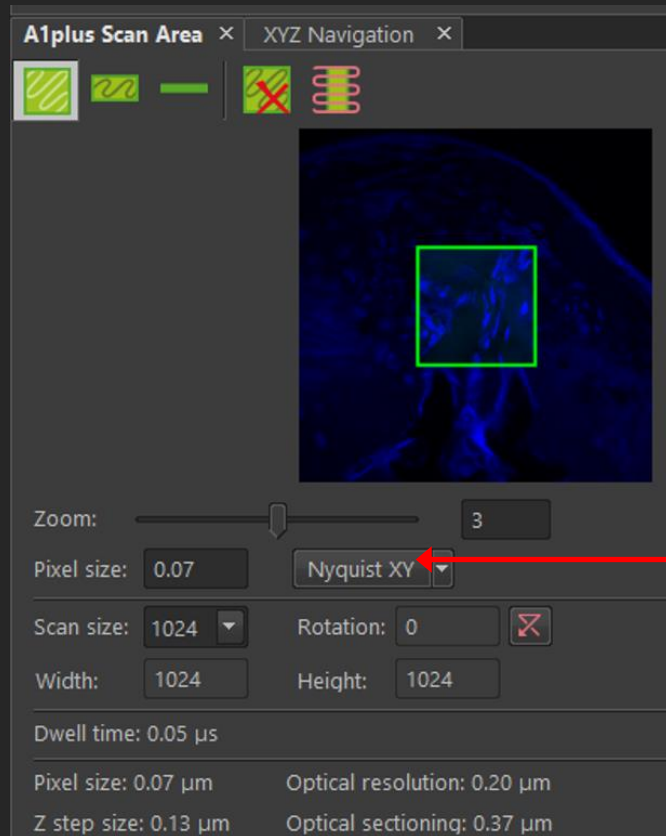 A1plus Scan Area × XYZ Navigation ×
Zoom: 3
Pixel size: 0.07 Nyquist XY
Scan size: 1024 Rotation: 0
Width: 1024 Height: 1024
Dwell time: 0.05 µs
Pixel size: 0.07 µm Optical resolution: 0.20 µm
Z step size: 0.13 µm Optical sectioning: 0.37 µm